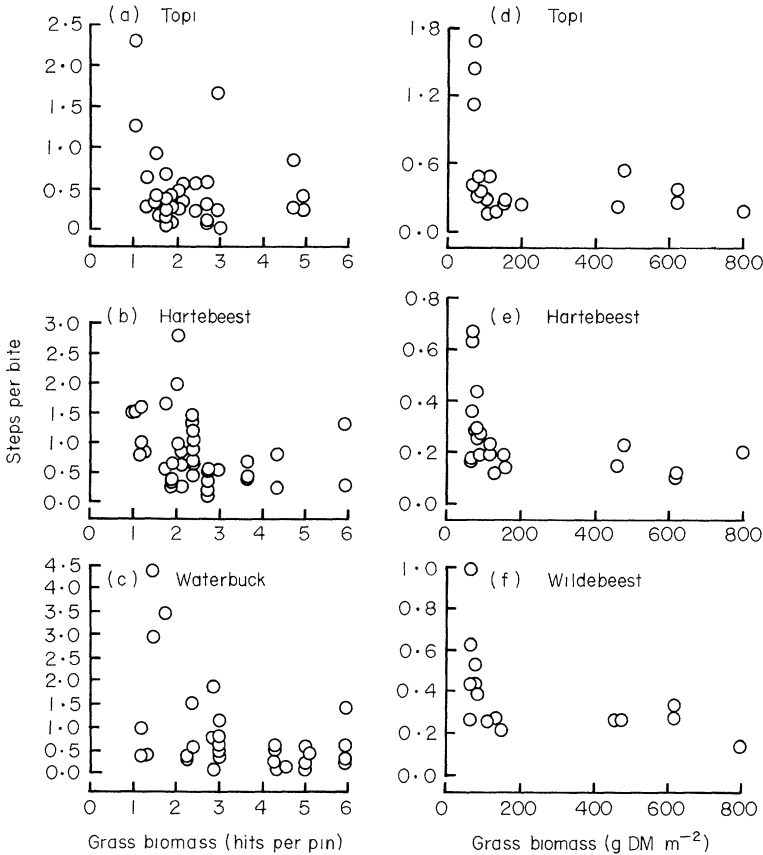 (a) Topi
2.5
2.0
1.5
1.0
0.5
0
0 1 2 3 4 5 6
(d) Topi
1.8
1.2
0.6
0.0
0 200 400 600 800
Steps per bite
(b) Hartebeest
3.0
2.5
2.0
1.5
1.0
0.5
0.0
0 1 2 3 4 5 6
(e) Hartebeest
0.8
0.6
0.4
0.2
0.0
0 200 400 600 800
(c) Waterbuck
4.5
4.0
3.5
3.0
2.5
2.0
1.5
1.0
0.5
0.0
0 1 2 3 4 5 6
Grass biomass (hits per pin)
(f) Wildebeest
1.0
0.8
0.6
0.4
0.2
0.0
0 200 400 600 800
Grass biomass (g DM m⁻²)